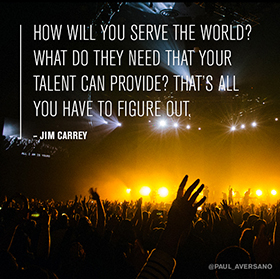 HOW WILL YOU SERVE THE WORLD?
WHAT DO THEY NEED THAT YOUR
TALENT CAN PROVIDE? THAT'S ALL
YOU HAVE TO FIGURE OUT.
– JIM CARREY
@PAUL_AVERSANO